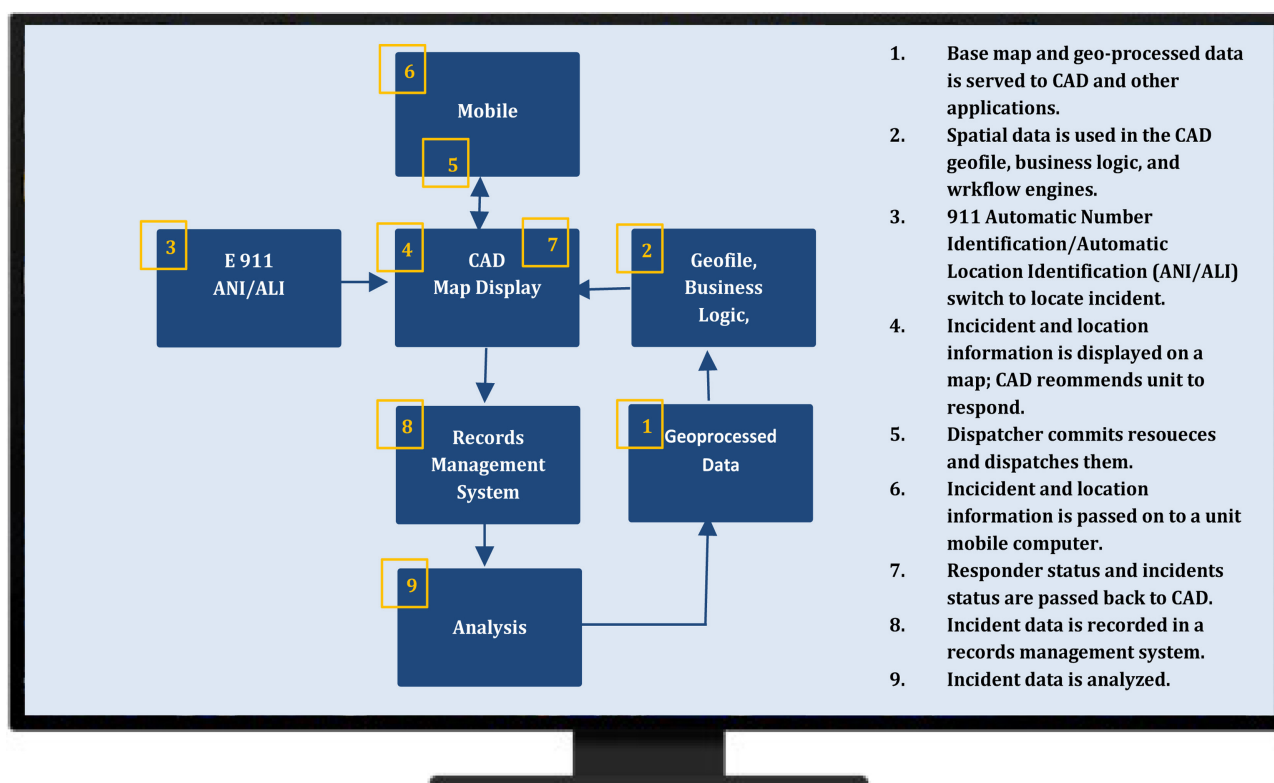 6
Mobile
5
3
E 911
ANI/ALI
4
CAD
Map Display
7
2
Geofile,
Business
Logic,
8
Records
Management
System
1
Geoprocessed
Data
9
Analysis
1. Base map and geo-processed data
is served to CAD and other
applications.
2. Spatial data is used in the CAD
geofile, business logic, and
wrkflow engines.
3. 911 Automatic Number
Identification/Automatic
Location Identification (ANI/ALI)
switch to locate incident.
4. Incicident and location
information is displayed on a
map; CAD reommends unit to
respond.
5. Dispatcher commits resoueces
and dispatches them.
6. Incicident and location
information is passed on to a unit
mobile computer.
7. Responder status and incidents
status are passed back to CAD.
8. Incident data is recorded in a
records management system.
9. Incident data is analyzed.